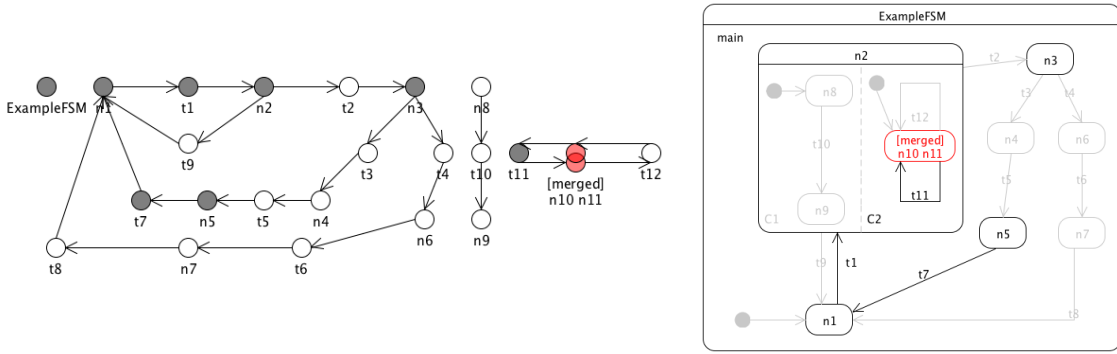 ExampleFSM
n1
t1
n2
t2
n3
n8
t9
t3
t4
t10
t11
[merged]
n10 n11
t12
t7
n5
t5
n4
n6
n9
t8
n7
t6
ExampleFSM
main
n2
t2
n3
n8
t12
t3
t4
[merged]
n10 n11
n4
n6
t10
t11
t5
t6
n9
C1
C2
n5
n7
t9
t1
t7
n1
t8